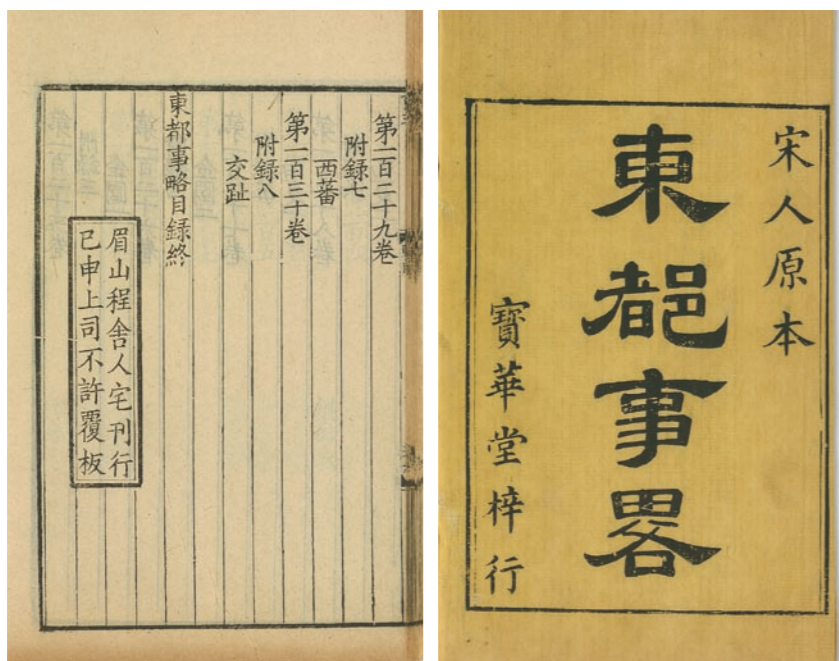 宋人原本
東都事畧
寳華堂梓行
第一百二十九卷
附録七
西蕃
第一百三十卷
附録八
交趾
東都事略目録終
眉山程舍人宅刊行
已申上司不許覆板